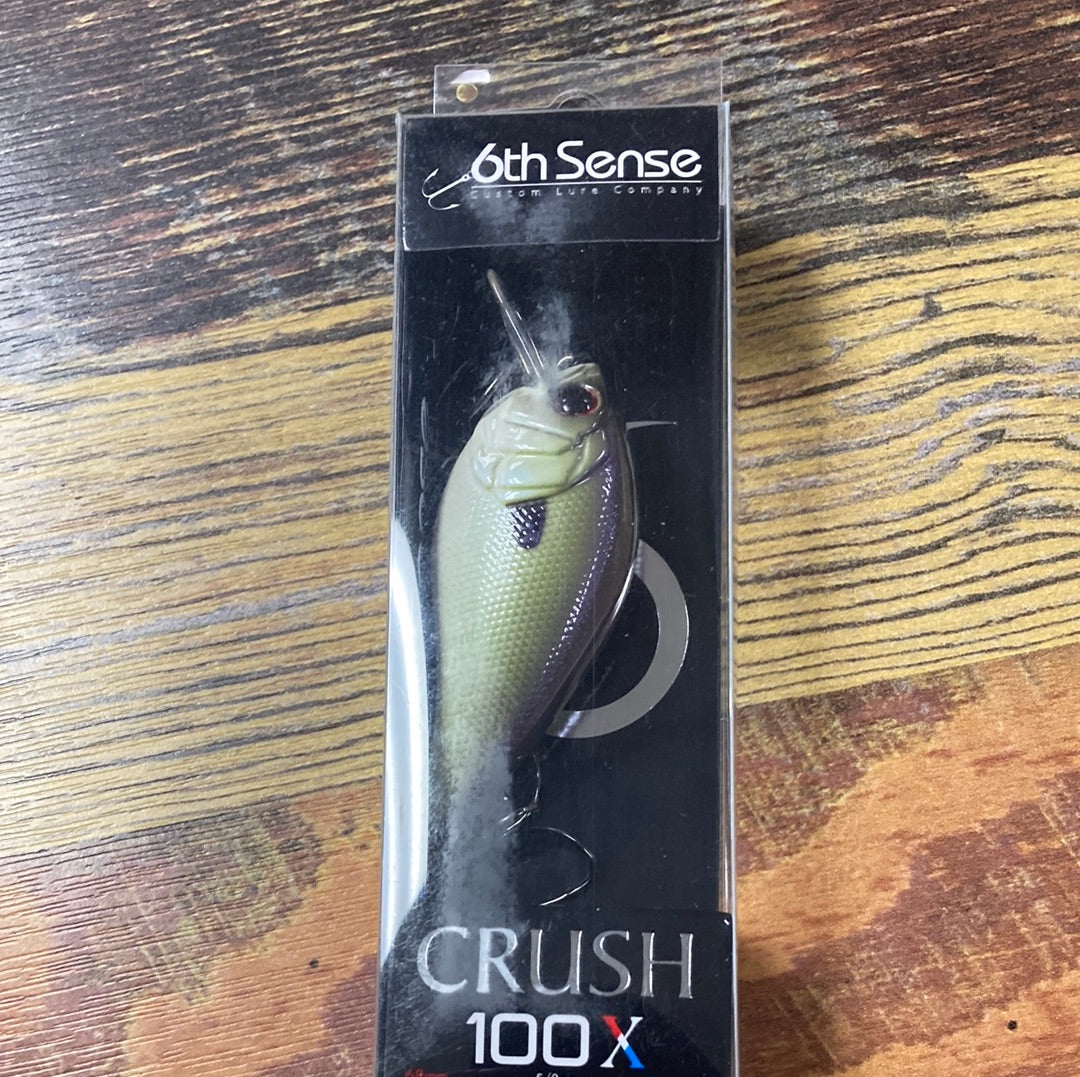 6th Sense
Custom Lure Company
CRUSH
100X